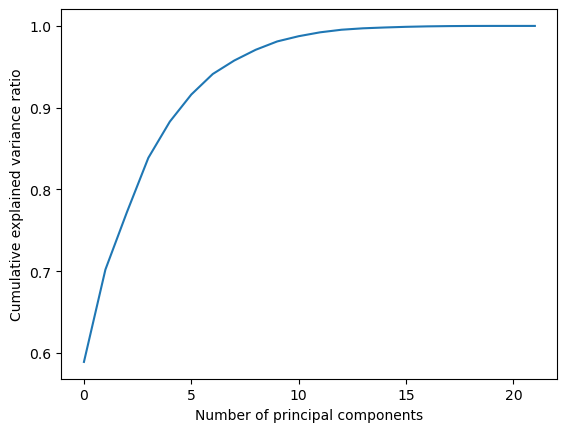 1.0
0.9
0.8
0.7
0.6
Cumulative explained variance ratio
0 5 10 15 20
Number of principal components